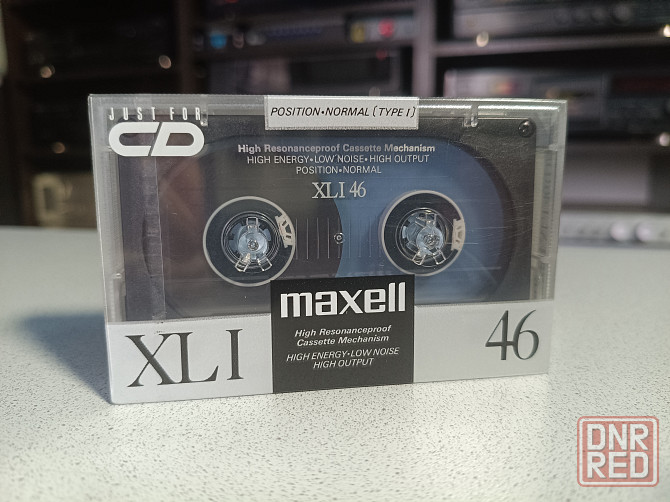 JUST FOR
CD
POSITION•NORMAL (TYPE I)
High Resonanceproof Cassette Mechanism
HIGH ENERGY•LOW NOISE•HIGH OUTPUT
POSITION•NORMAL
XLI 46
maxell
High Resonanceproof
Cassette Mechanism
HIGH ENERGY•LOW NOISE
HIGH OUTPUT
XLI
46
DNR
RED